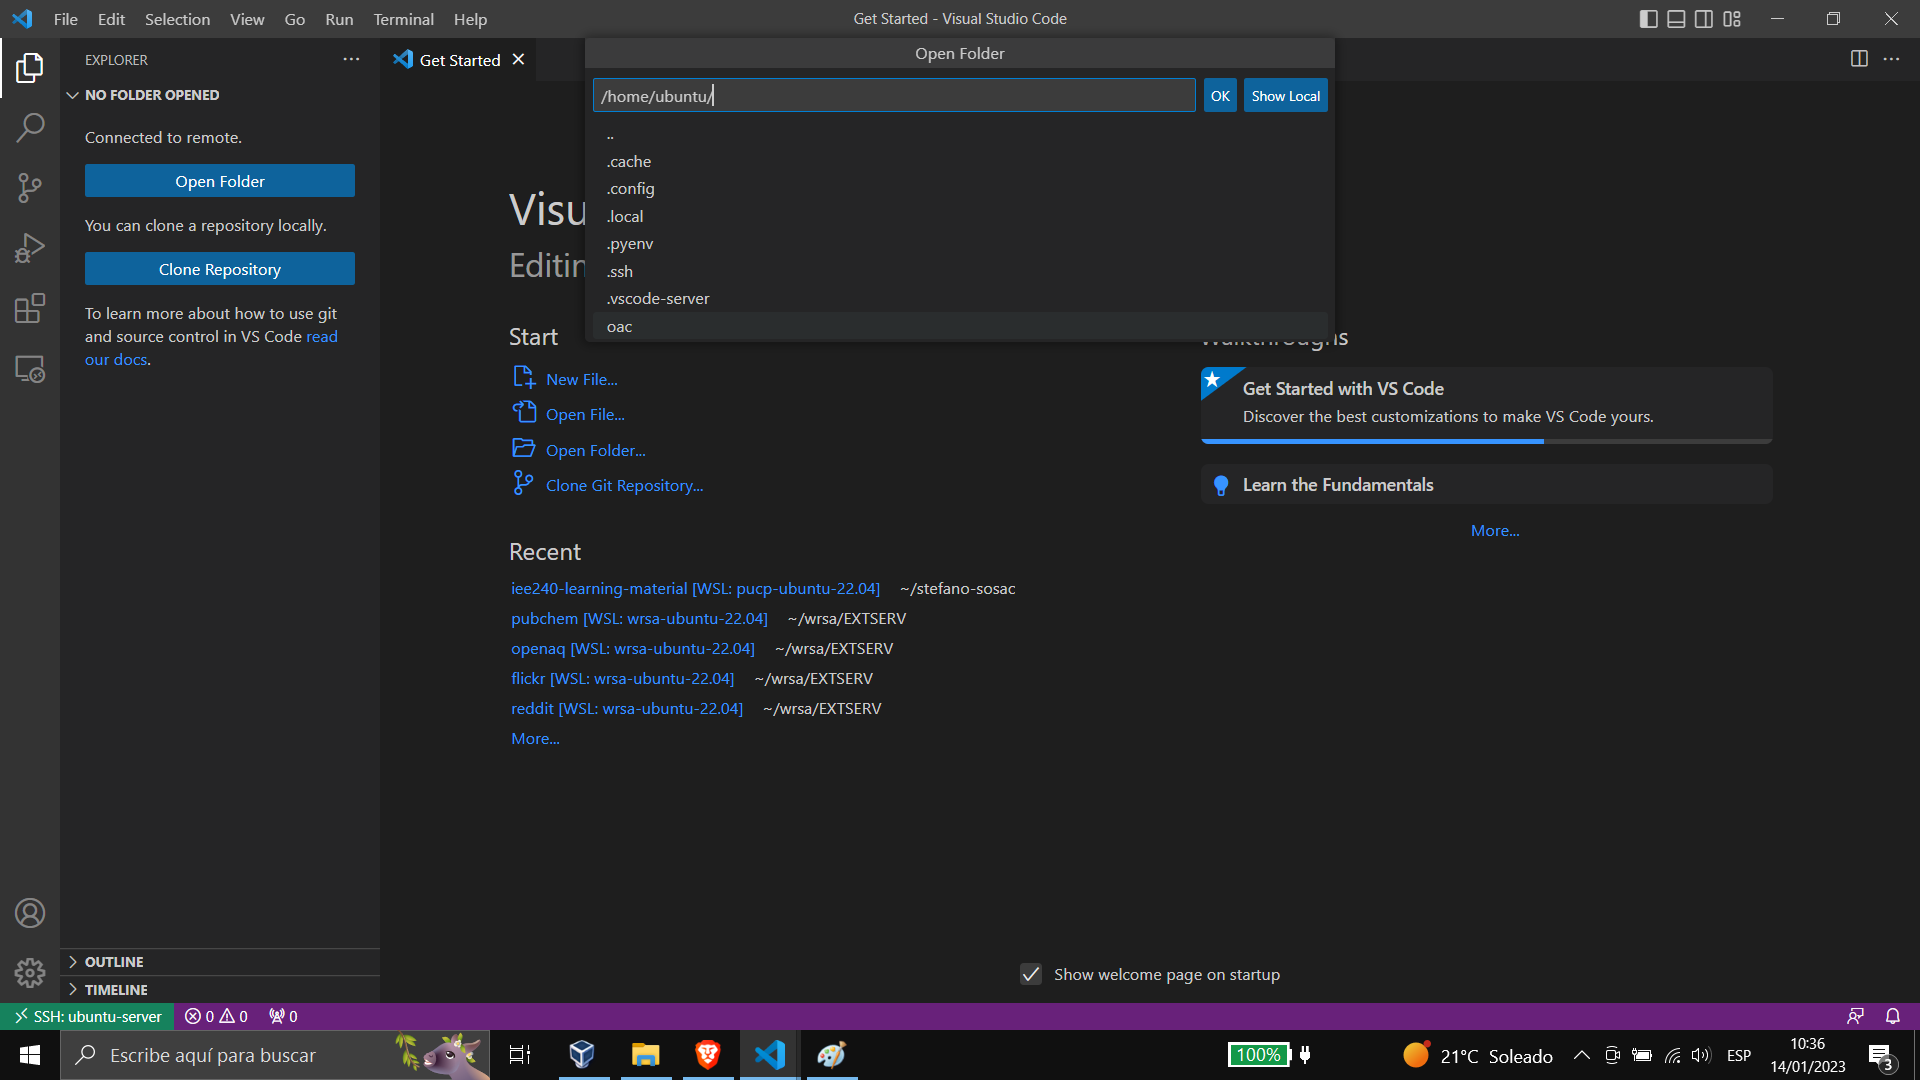 File Edit Selection View Go Run Terminal Help
Get Started - Visual Studio Code
EXPLORER
NO FOLDER OPENED
Connected to remote.
Open Folder
You can clone a repository locally.
Clone Repository
To learn more about how to use git
and source control in VS Code read
our docs.
OUTLINE
TIMELINE
Get Started
Open Folder
/home/ubuntu/
OK
Show Local
..
.cache
.config
.local
.pyenv
.ssh
.vscode-server
oac
Visu
Editin
Start
New File...
Open File...
Open Folder...
Clone Git Repository...
Recent
iee240-learning-material [WSL: pucp-ubuntu-22.04] ~/stefano-sosac
pubchem [WSL: wrsa-ubuntu-22.04] ~/wrsa/EXTSERV
openaq [WSL: wrsa-ubuntu-22.04] ~/wrsa/EXTSERV
flickr [WSL: wrsa-ubuntu-22.04] ~/wrsa/EXTSERV
reddit [WSL: wrsa-ubuntu-22.04] ~/wrsa/EXTSERV
More...
Walkthroughs
Get Started with VS Code
Discover the best customizations to make VS Code yours.
Learn the Fundamentals
More...
Show welcome page on startup
SSH: ubuntu-server 0 0 0
Escribe aquí para buscar
100%
21°C Soleado
ESP
10:36
14/01/2023
3